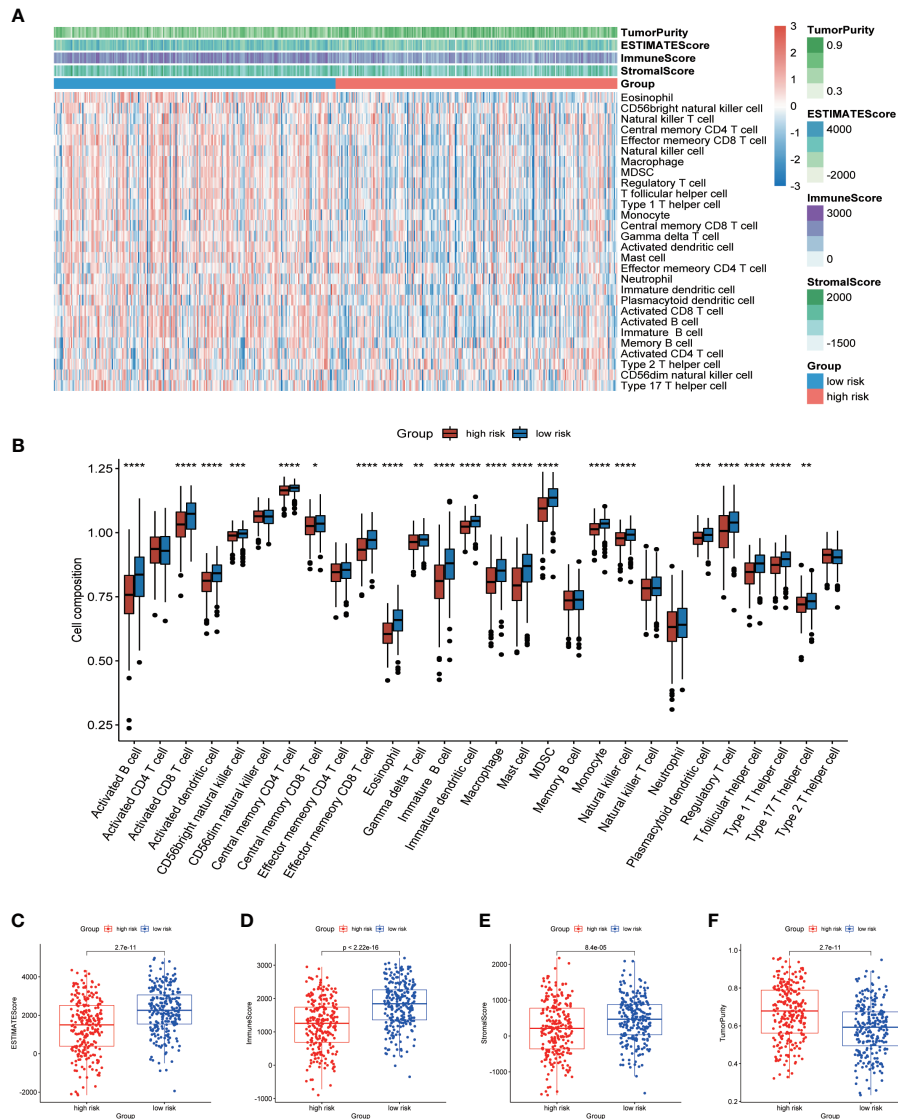 A
TumorPurity
ESTIMATEScore
ImmuneScore
StromalScore
Group
Eosinophil
CD56bright natural killer cell
Natural killer T cell
Central memory CD4 T cell
Effector memeory CD8 T cell
Natural killer cell
Macrophage
MDSC
Regulatory T cell
T follicular helper cell
Type 1 T helper cell
Monocyte
Central memory CD8 T cell
Gamma delta T cell
Activated dendritic cell
Mast cell
Effector memeory CD4 T cell
Neutrophil
Immature dendritic cell
Plasmacytoid dendritic cell
Activated CD8 T cell
Activated B cell
Immature B cell
Memory B cell
Activated CD4 T cell
Type 2 T helper cell
CD56dim natural killer cell
Type 17 T helper cell
3
2
1
0
-1
-2
-3
TumorPurity
0.9
0.3
ESTIMATEScore
4000
-2000
ImmuneScore
3000
0
StromalScore
2000
-1500
Group
low risk
high risk
B
Group high risk low risk
**** **** **** *** **** * **** **** ** **** **** **** **** **** **** **** *** **** **** **** **
Cell composition
1.25
1.00
0.75
0.50
0.25
Activated B cell
Activated CD4 T cell
Activated CD8 T cell
Activated dendritic cell
CD56bright natural killer cell
CD56dim natural killer cell
Central memory CD4 T cell
Central memory CD8 T cell
Effector memeory CD4 T cell
Effector memeory CD8 T cell
Eosinophil
Gamma delta T cell
Immature B cell
Immature dendritic cell
Macrophage
Mast cell
MDSC
Memory B cell
Monocyte
Natural killer cell
Natural killer T cell
Neutrophil
Plasmacytoid dendritic cell
Regulatory T cell
T follicular helper cell
Type 1 T helper cell
Type 17 T helper cell
Type 2 T helper cell
C
Group high risk low risk
2.7e-11
ESTIMATEScore
4000
2000
0
-2000
high risk low risk
Group
D
Group high risk low risk
p < 2.22e-16
ImmuneScore
3000
2000
1000
0
-1000
high risk low risk
Group
E
Group high risk low risk
8.4e-05
StromalScore
2000
1000
0
-1000
high risk low risk
Group
F
Group high risk low risk
2.7e-11
TumorPurity
1.0
0.8
0.6
0.4
0.2
high risk low risk
Group